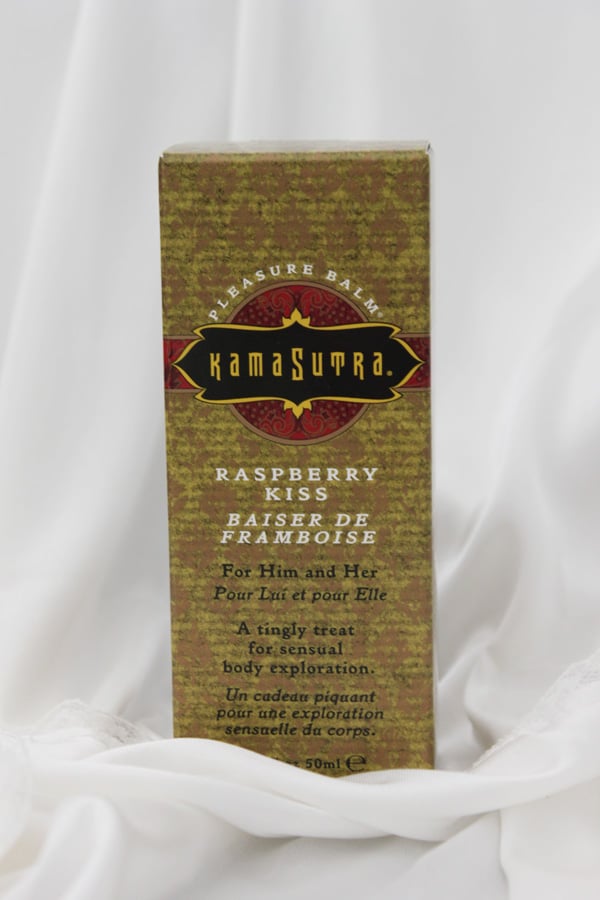 PLEASURE BALM®
KAMASUTRA®
RASPBERRY
KISS
BAISER DE
FRAMBOISE
For Him and Her
Pour Lui et pour Elle
A tingly treat
for sensual
body exploration.
Un cadeau piquant
pour une exploration
sensuelle du corps.
50ml ℮